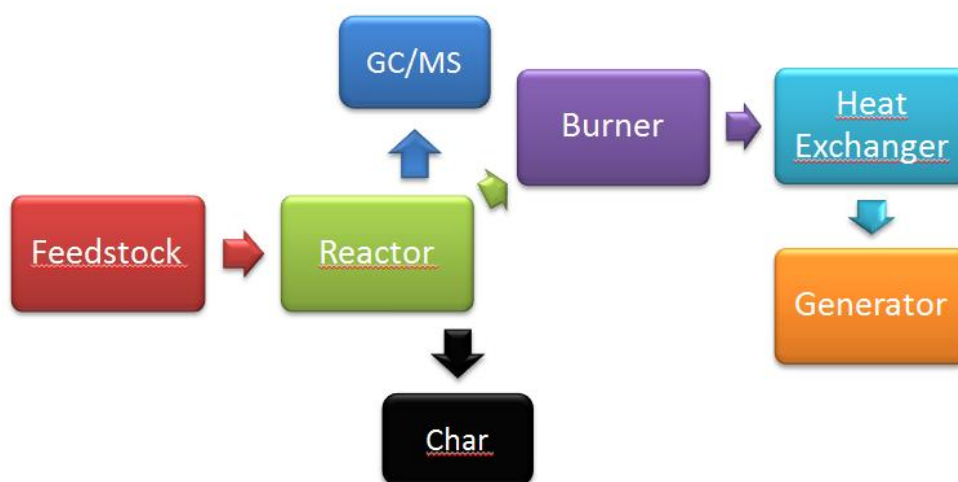 GC/MS
Burner
Heat
Exchanger
Feedstock
Reactor
Generator
Char